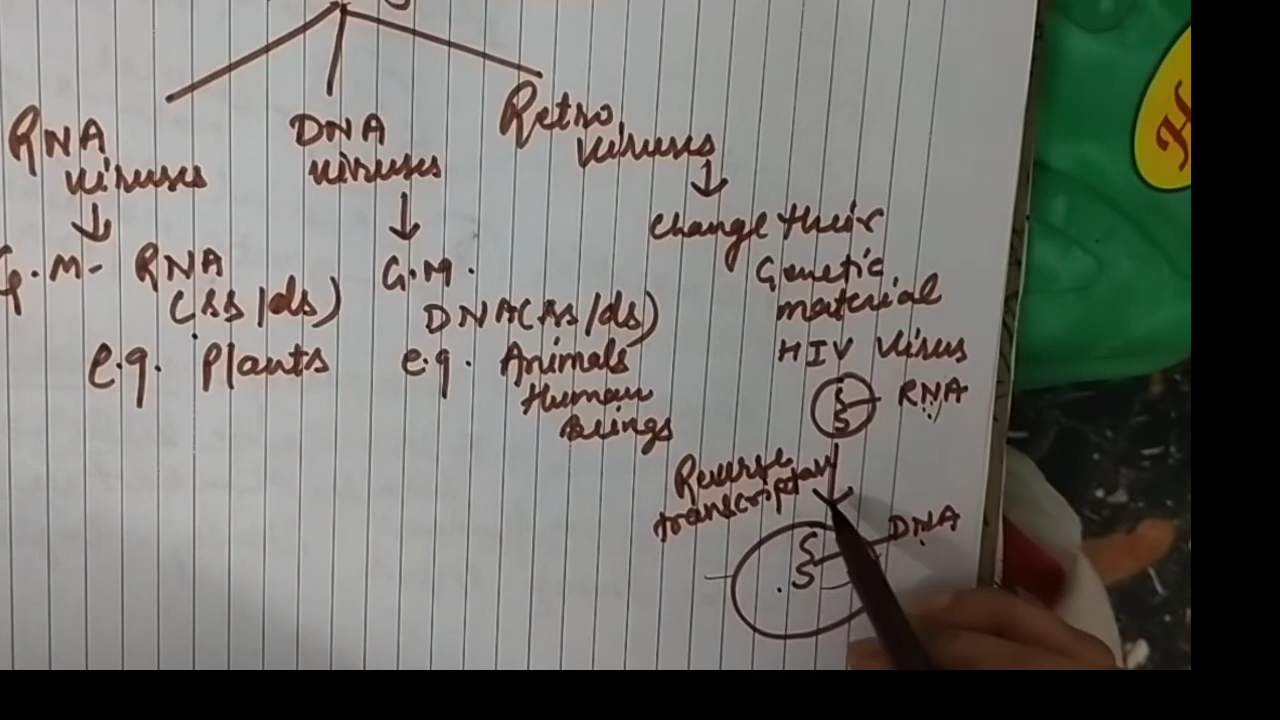 RNA
viruses
G.M- RNA
(ss/ds)
e.g. Plants
DNA
viruses
G.M.
DNA(ss/ds)
e.g. Animals
Human
Beings
Retro
viruses
change their
Genetic
material
HIV virus
RNA
Reverse
DNA
H